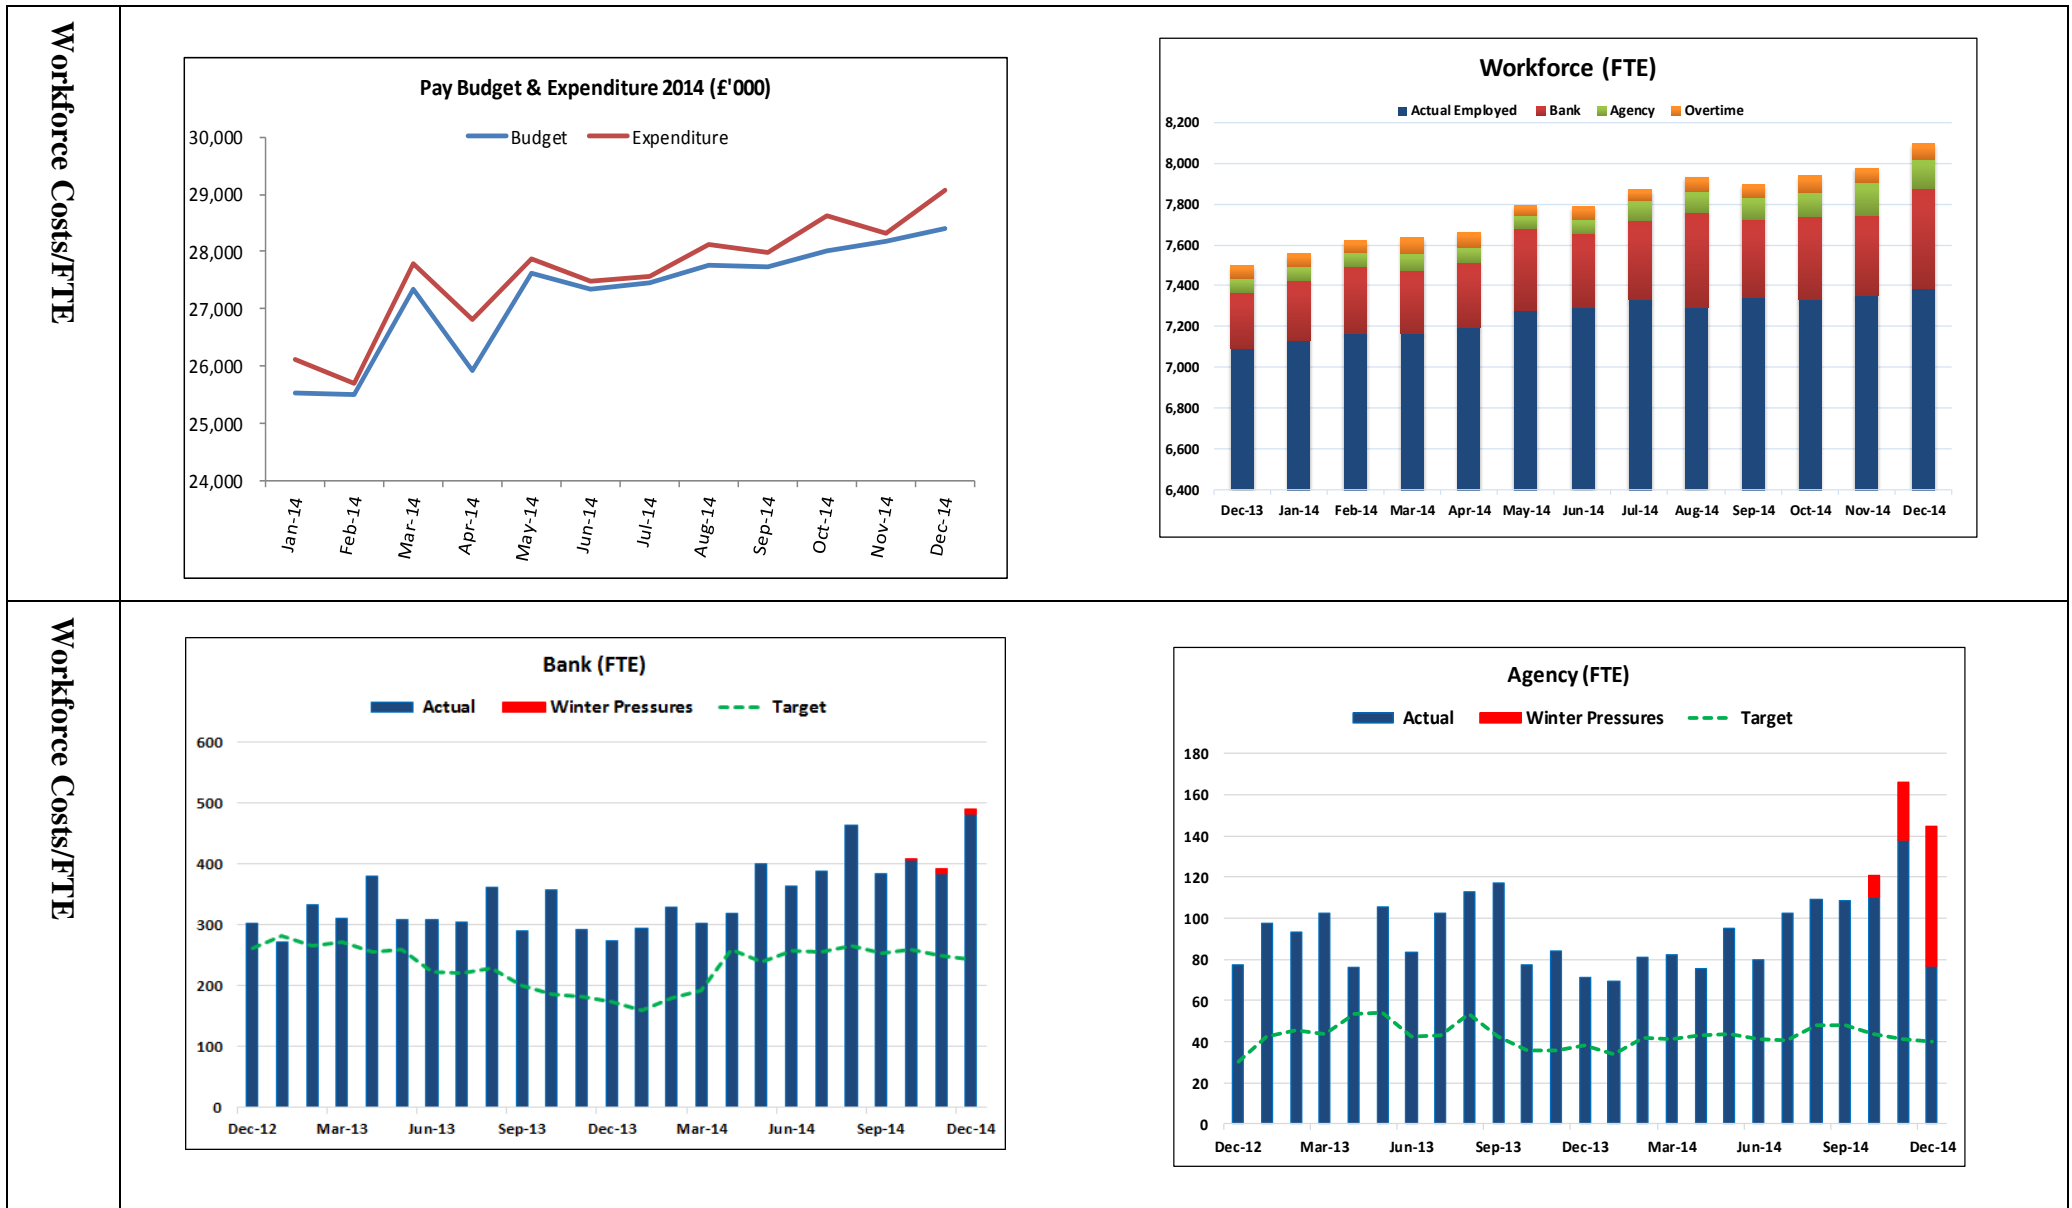 Workforce Costs/FTE
Pay Budget & Expenditure 2014 (£'000)
Budget Expenditure
30,000
29,000
28,000
27,000
26,000
25,000
24,000
Jan-14 Feb-14 Mar-14 Apr-14 May-14 Jun-14 Jul-14 Aug-14 Sep-14 Oct-14 Nov-14 Dec-14
Workforce (FTE)
Actual Employed Bank Agency Overtime
8,200
8,000
7,800
7,600
7,400
7,200
7,000
6,800
6,600
6,400
Dec-13 Jan-14 Feb-14 Mar-14 Apr-14 May-14 Jun-14 Jul-14 Aug-14 Sep-14 Oct-14 Nov-14 Dec-14
Workforce Costs/FTE
Bank (FTE)
Actual Winter Pressures Target
600
500
400
300
200
100
0
Dec-12 Mar-13 Jun-13 Sep-13 Dec-13 Mar-14 Jun-14 Sep-14 Dec-14
Agency (FTE)
Actual Winter Pressures Target
180
160
140
120
100
80
60
40
20
0
Dec-12 Mar-13 Jun-13 Sep-13 Dec-13 Mar-14 Jun-14 Sep-14 Dec-14